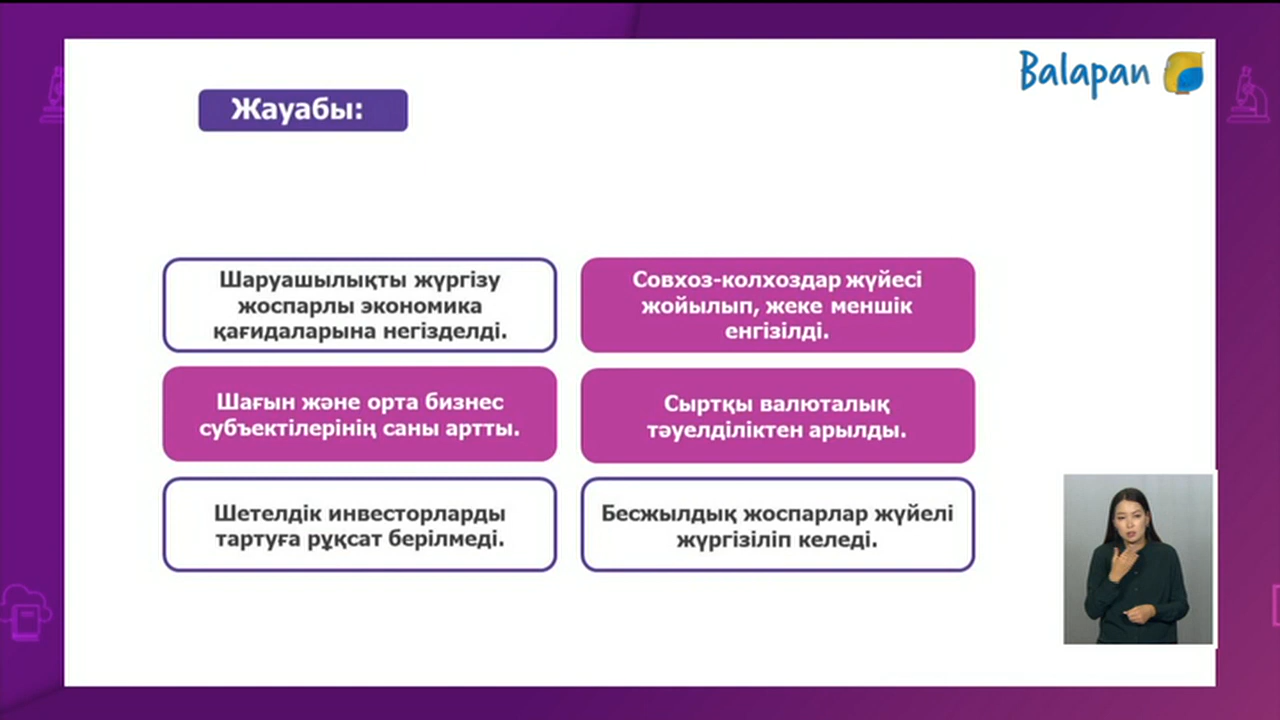 Balapan
Жауабы:
Шаруашылықты жүргізу
жоспарлы экономика
қағидаларына негізделді.
Совхоз-колхоздар жүйесі
жойылып, жеке меншік
енгізілді.
Шағын және орта бизнес
субъектілерінің саны артты.
Сыртқы валюталық
тәуелділіктен арылды.
Шетелдік инвесторларды
тартуға рұқсат берілмеді.
Бесжылдық жоспарлар жүйелі
жүргізіліп келеді.